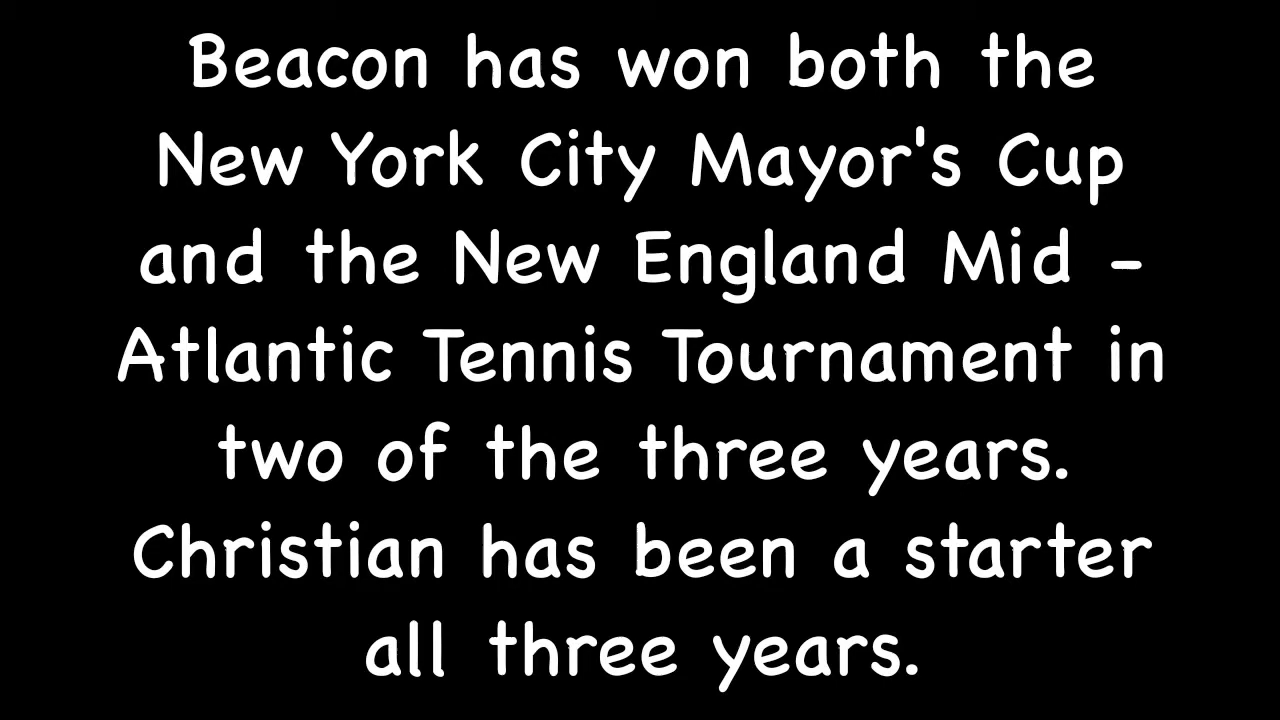 Beacon has won both the
New York City Mayor's Cup
and the New England Mid -
Atlantic Tennis Tournament in
two of the three years.
Christian has been a starter
all three years.